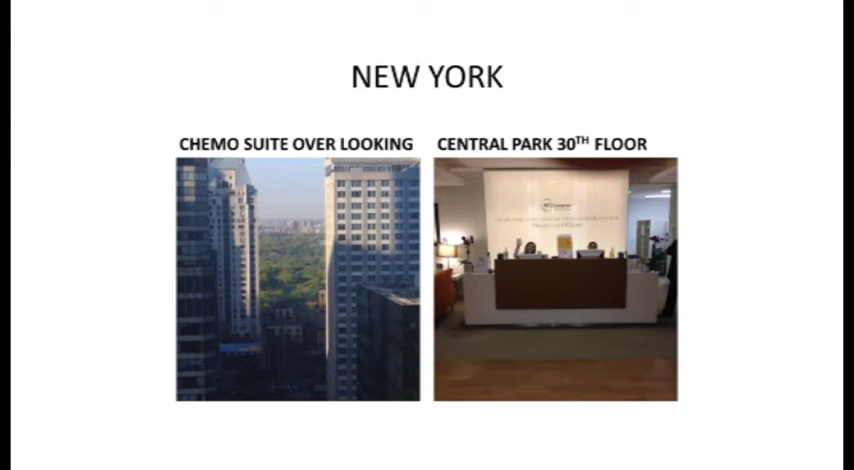 NEW YORK
CHEMO SUITE OVER LOOKING
CENTRAL PARK 30TH FLOOR